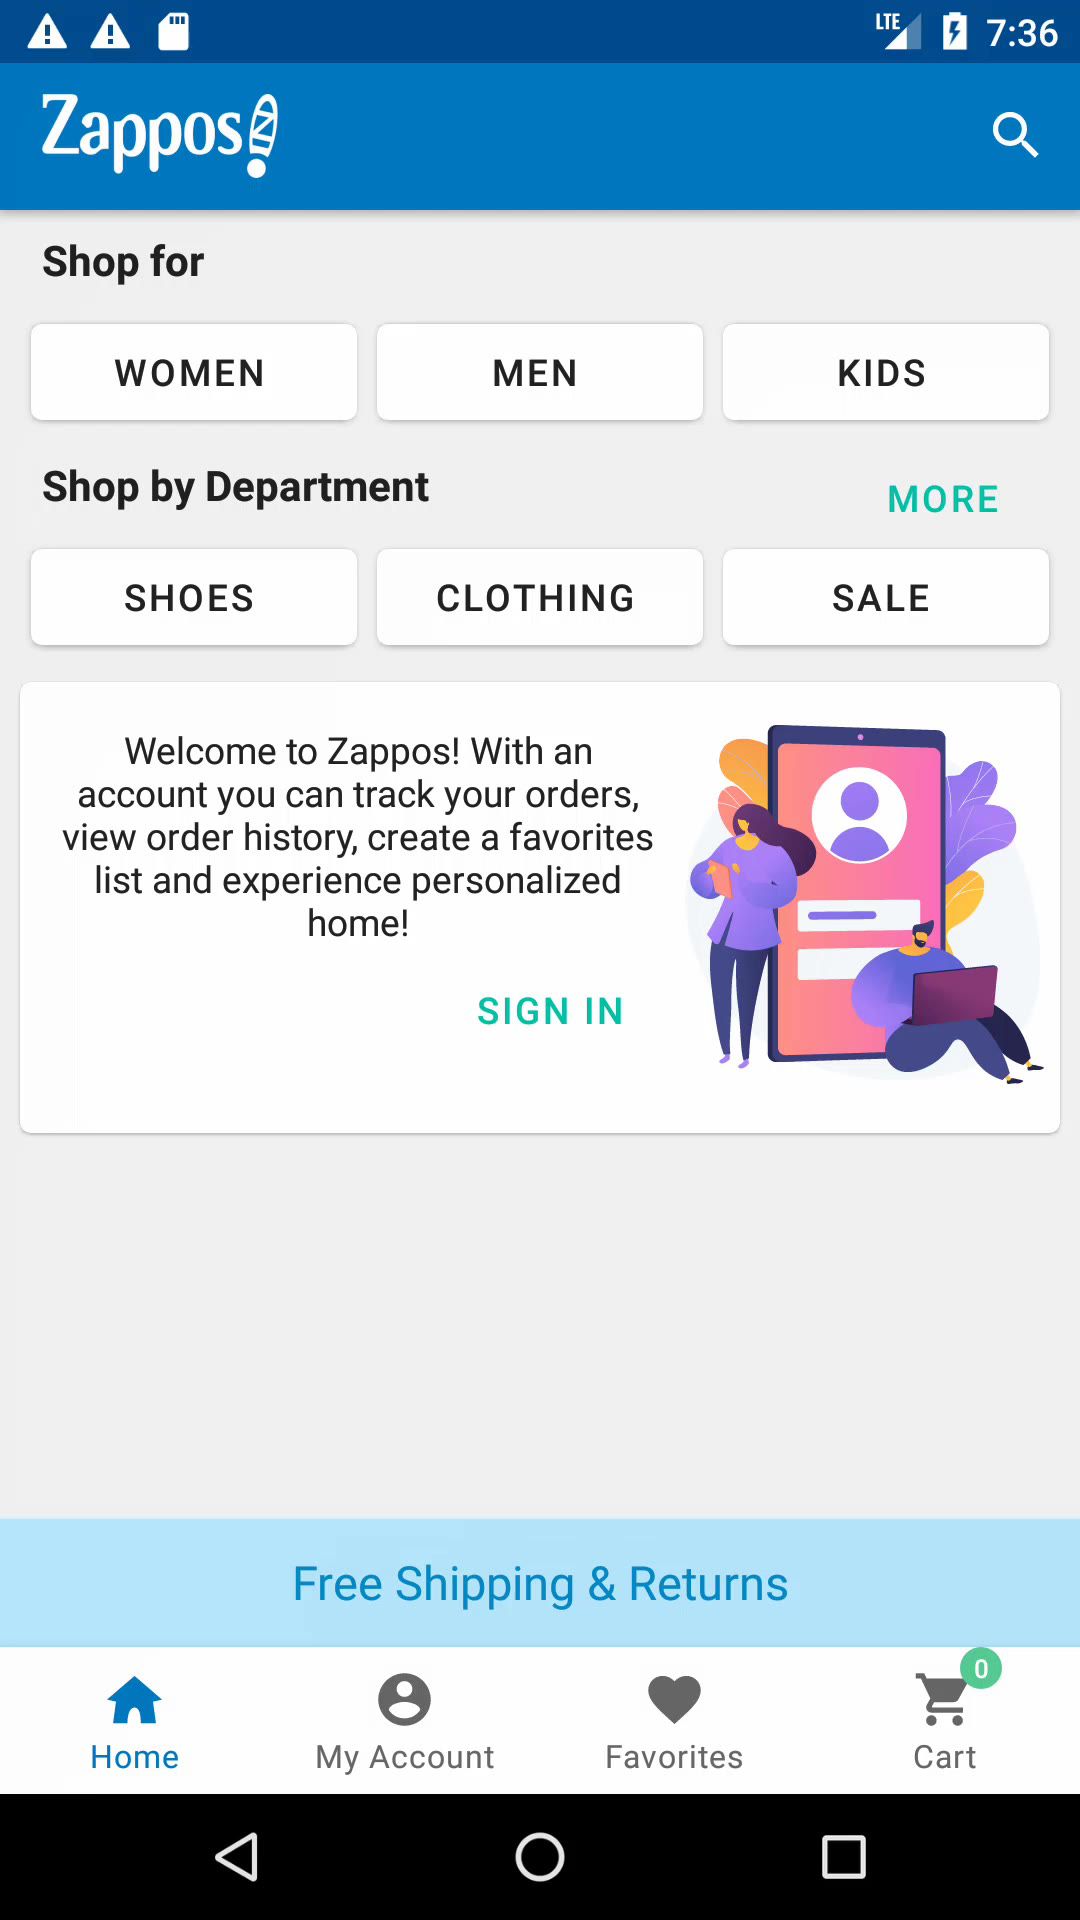 LTE 7:36
Zappos
Shop for
WOMEN MEN KIDS
Shop by Department MORE
SHOES CLOTHING SALE
Welcome to Zappos! With an
account you can track your orders,
view order history, create a favorites
list and experience personalized
home!
SIGN IN
Free Shipping & Returns
0
Home My Account Favorites Cart